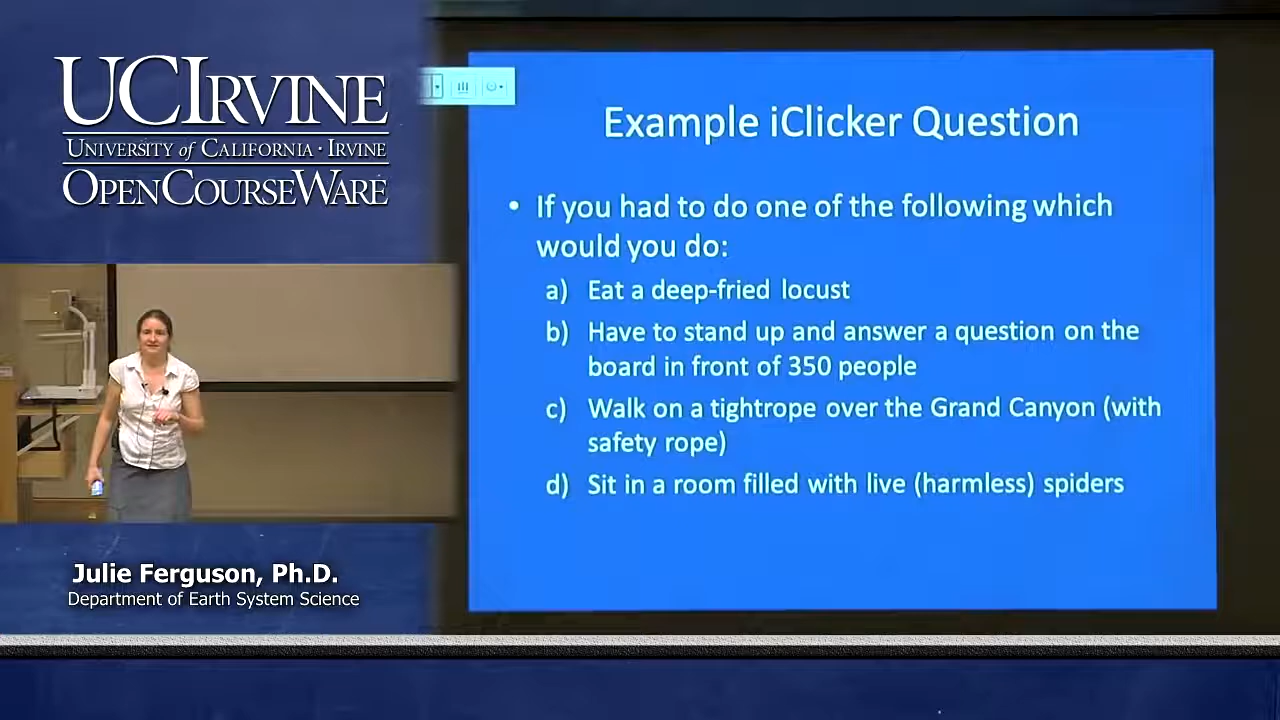 UCIRVINE
UNIVERSITY of CALIFORNIA · IRVINE
OPENCOURSEWARE
Example iClicker Question
• If you had to do one of the following which
would you do:
a) Eat a deep-fried locust
b) Have to stand up and answer a question on the
board in front of 350 people
c) Walk on a tightrope over the Grand Canyon (with
safety rope)
d) Sit in a room filled with live (harmless) spiders
Julie Ferguson, Ph.D.
Department of Earth System Science